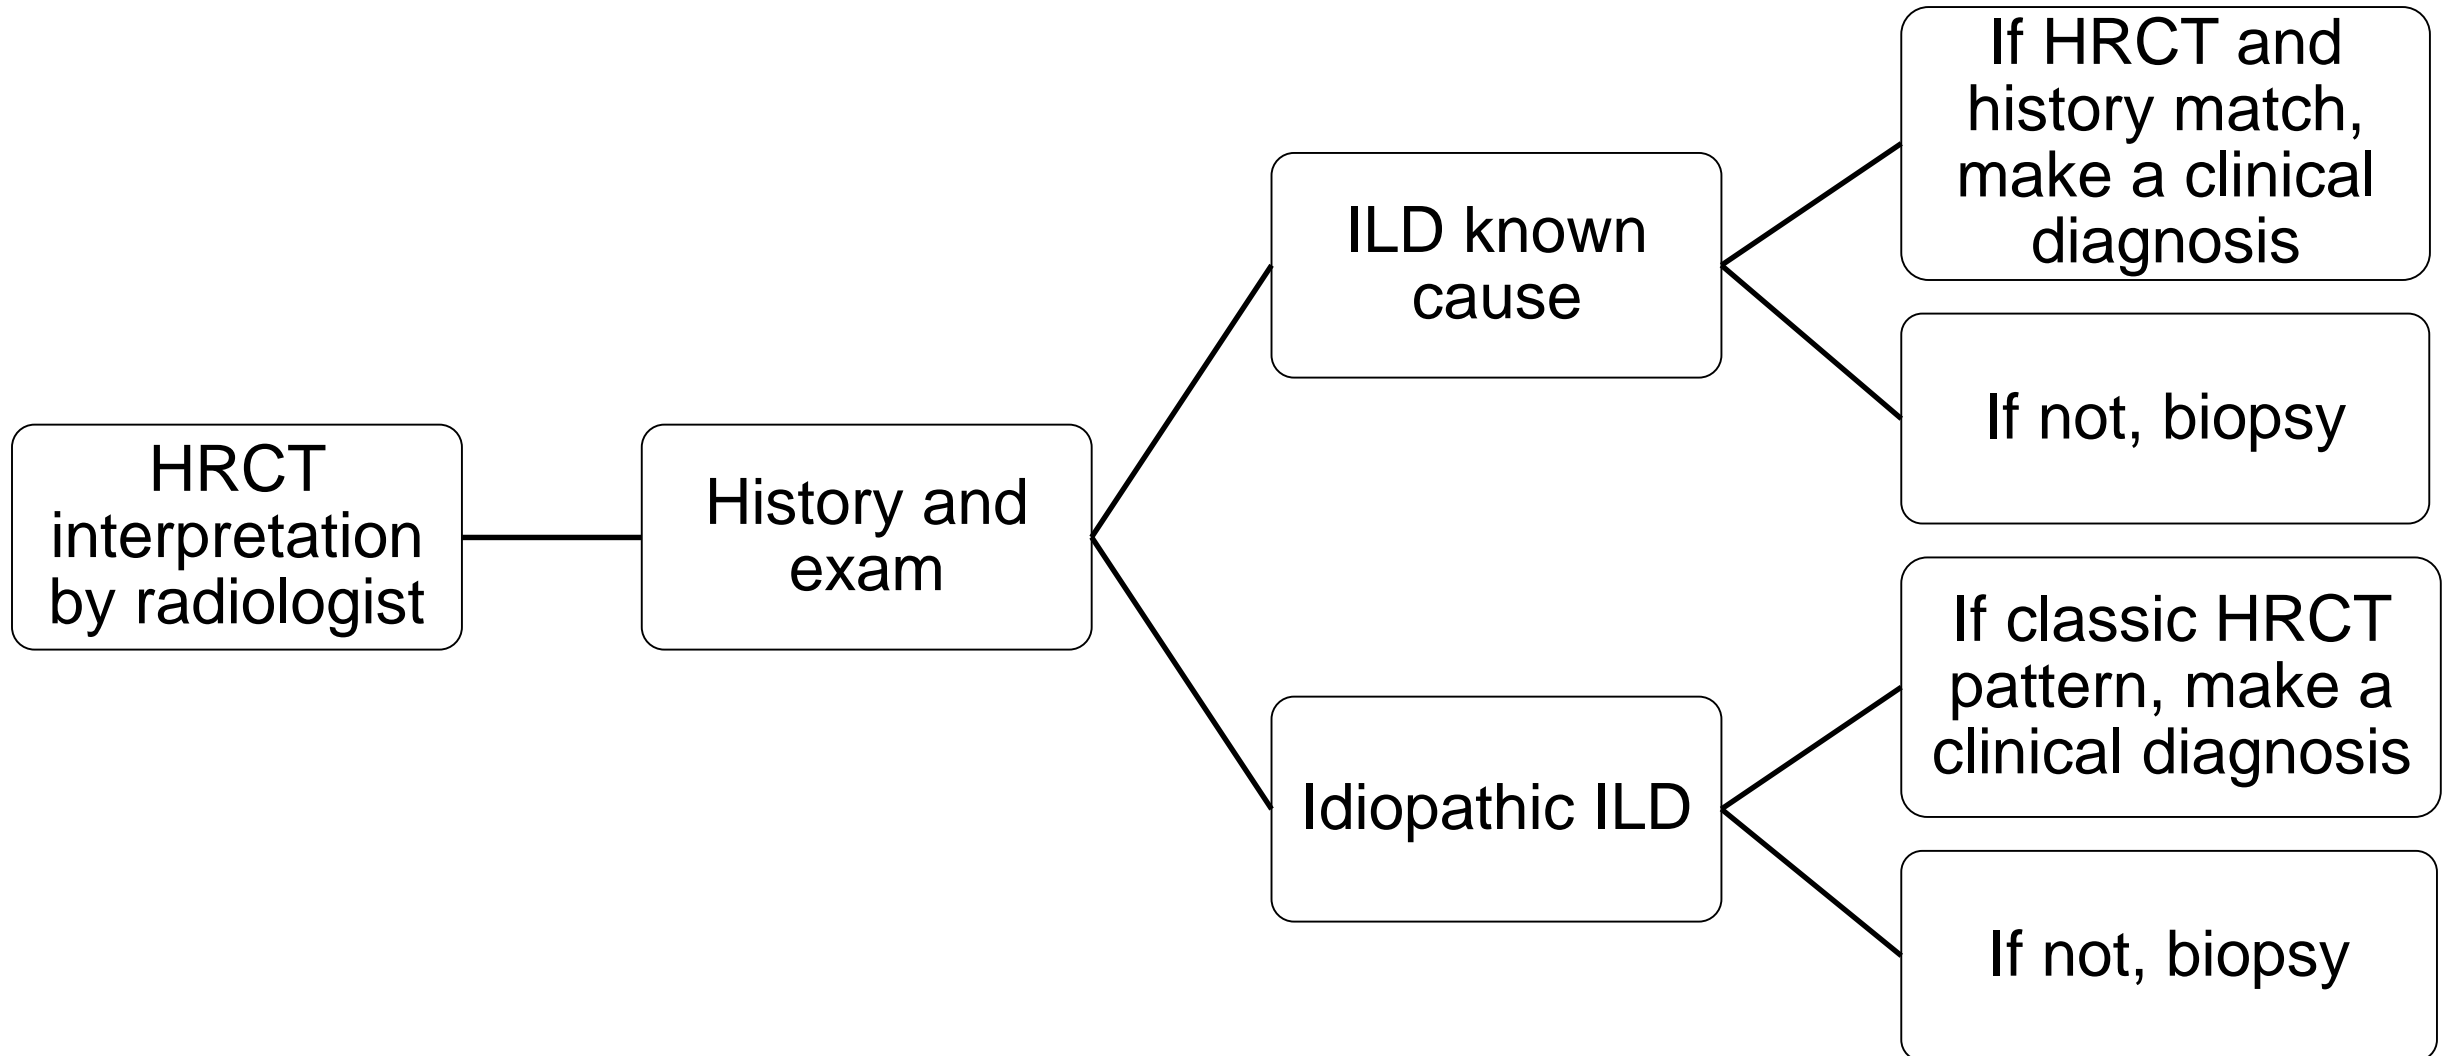 HRCT
interpretation
by radiologist
History and
exam
ILD known
cause
If HRCT and
history match,
make a clinical
diagnosis
If not, biopsy
Idiopathic ILD
If classic HRCT
pattern, make a
clinical diagnosis
If not, biopsy